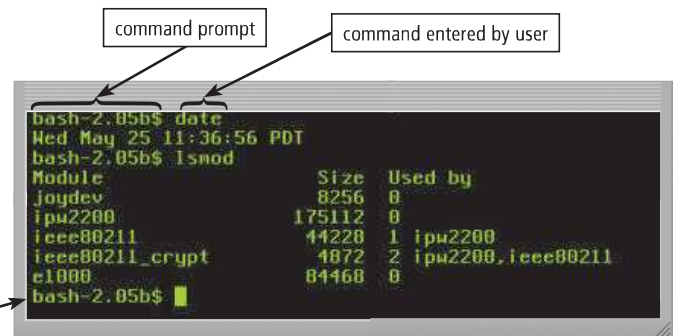 command prompt
command entered by user
bash-2.05b$ date
Wed May 25 11:36:56 PDT
bash-2.05b$ lsmod
Module Size Used by
joydev 8256 0
ipw2200 175112 0
ieee80211 44228 1 ipw2200
ieee80211_crypt 4872 2 ipw2200,ieee80211
e1000 84468 0
bash-2.05b$